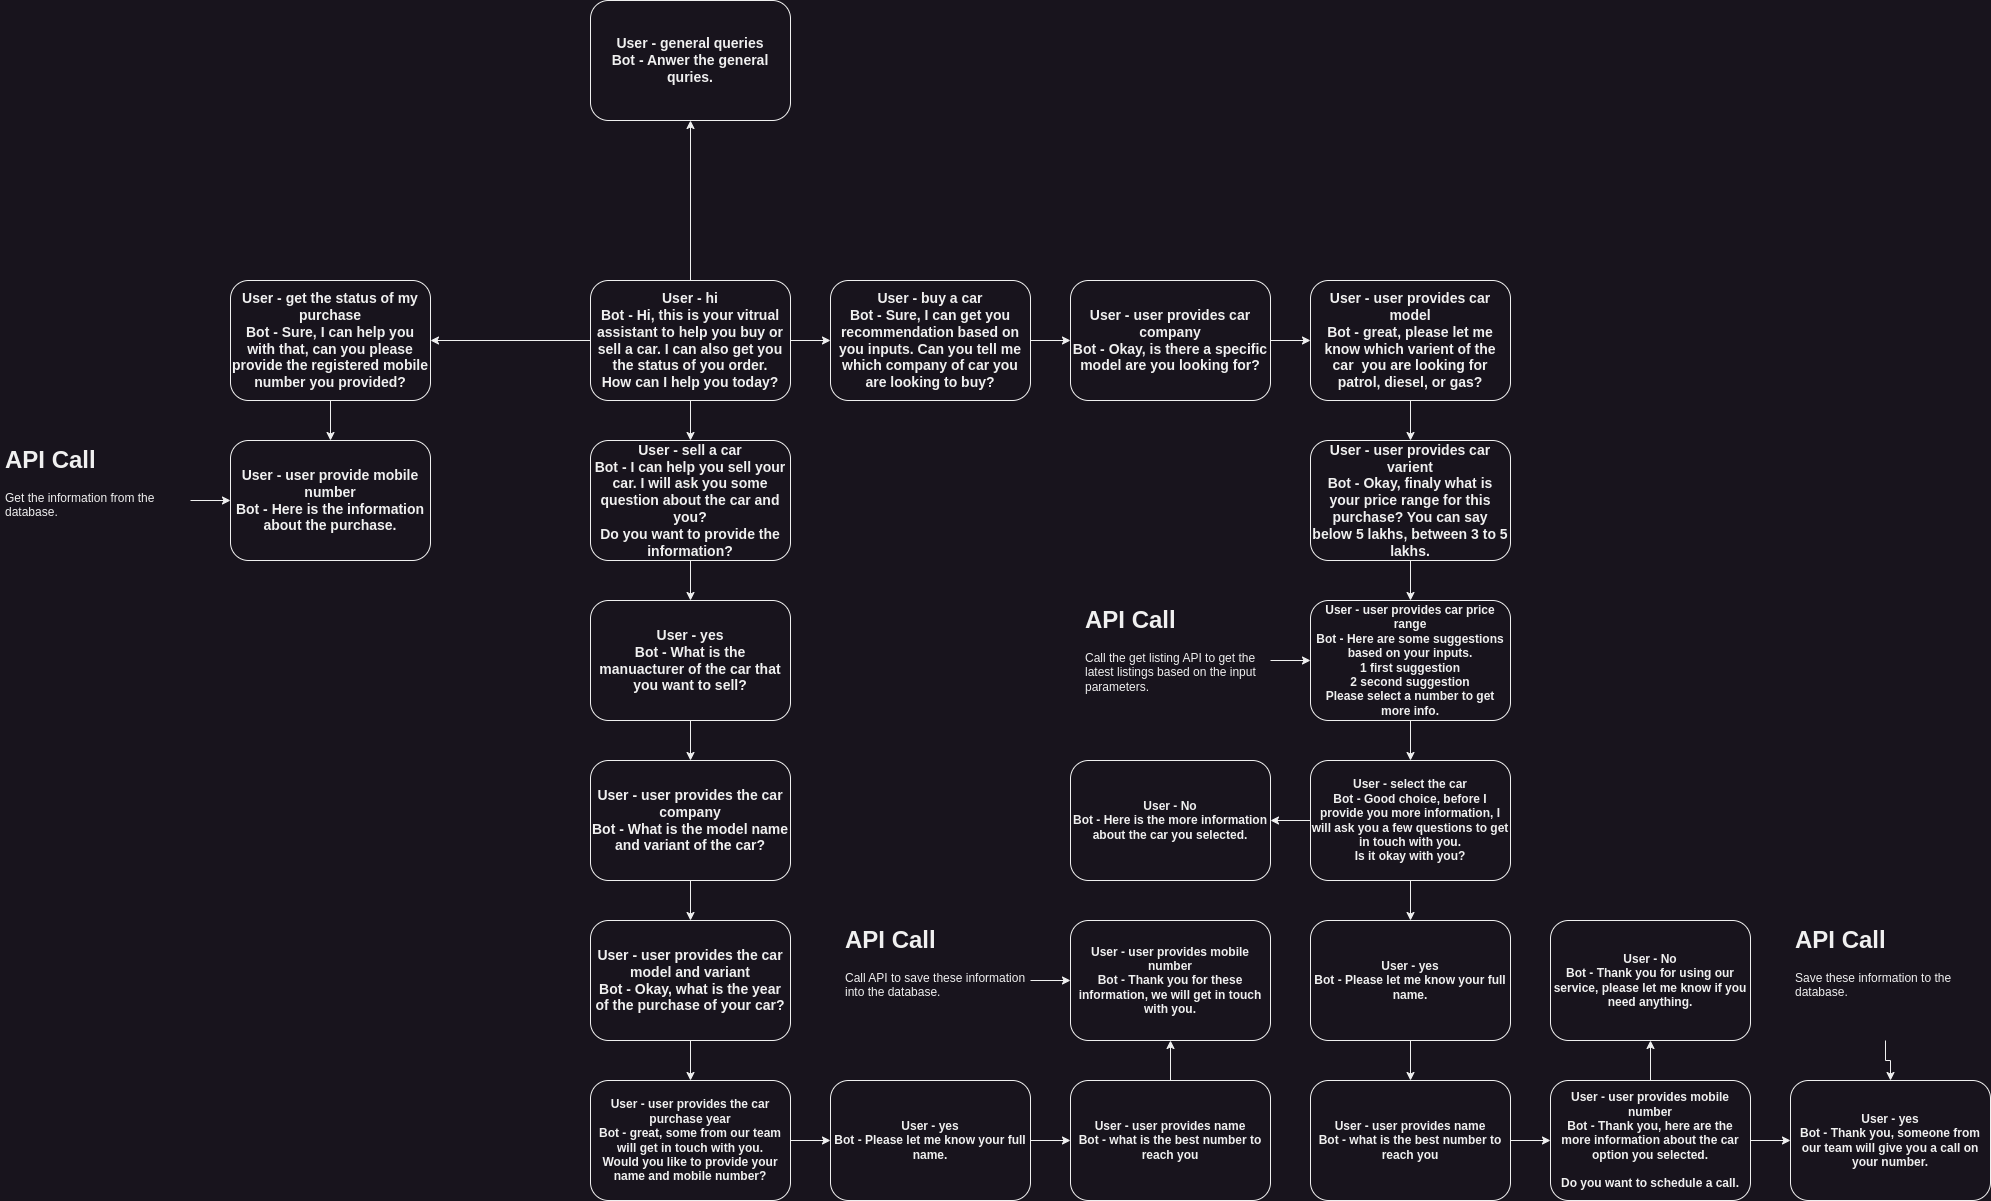 User - general queries
Bot - Anwer the general
quries.
User - get the status of my
purchase
Bot - Sure, I can help you
with that, can you please
provide the registered mobile
number you provided?
User - hi
Bot - Hi, this is your vitrual
assistant to help you buy or
sell a car. I can also get you
the status of you order.
How can I help you today?
User - buy a car
Bot - Sure, I can get you
recommendation based on
you inputs. Can you tell me
which company of car you
are looking to buy?
User - user provides car
company
Bot - Okay, is there a specific
model are you looking for?
User - user provides car
model
Bot - great, please let me
know which varient of the
car  you are looking for
patrol, diesel, or gas?
API Call
Get the information from the
database.
User - user provide mobile
number
Bot - Here is the information
about the purchase.
User - sell a car
Bot - I can help you sell your
car. I will ask you some
question about the car and
you?
Do you want to provide the
information?
User - user provides car
varient
Bot - Okay, finaly what is
your price range for this
purchase? You can say
below 5 lakhs, between 3 to 5
lakhs.
User - yes
Bot - What is the
manuacturer of the car that
you want to sell?
API Call
Call the get listing API to get the
latest listings based on the input
parameters.
User - user provides car price
range
Bot - Here are some suggestions
based on your inputs.
1 first suggestion
2 second suggestion
Please select a number to get
more info.
User - user provides the car
company
Bot - What is the model name
and variant of the car?
User - No
Bot - Here is the more information
about the car you selected.
User - select the car
Bot - Good choice, before I
provide you more information, I
will ask you a few questions to get
in touch with you.
Is it okay with you?
User - user provides the car
model and variant
Bot - Okay, what is the year
of the purchase of your car?
API Call
Call API to save these information
into the database.
User - user provides mobile
number
Bot - Thank you for these
information, we will get in touch
with you.
User - yes
Bot - Please let me know your full
name.
User - No
Bot - Thank you for using our
service, please let me know if you
need anything.
API Call
Save these information to the
database.
User - user provides the car
purchase year
Bot - great, some from our team
will get in touch with you.
Would you like to provide your
name and mobile number?
User - yes
Bot - Please let me know your full
name.
User - user provides name
Bot - what is the best number to
reach you
User - user provides name
Bot - what is the best number to
reach you
User - user provides mobile
number
Bot - Thank you, here are the
more information about the car
option you selected.
Do you want to schedule a call.
User - yes
Bot - Thank you, someone from
our team will give you a call on
your number.